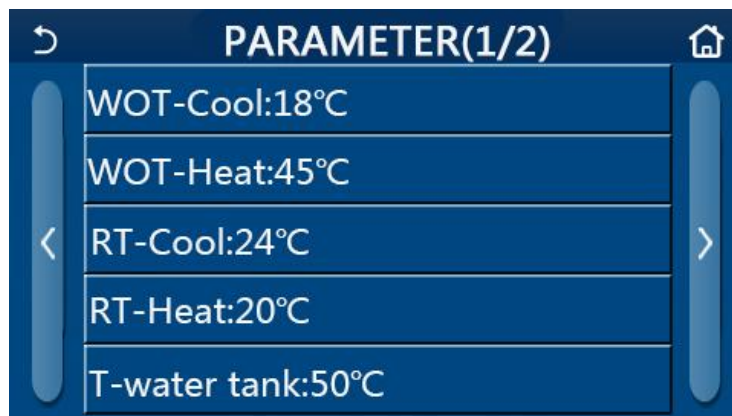 PARAMETER(1/2)
WOT-Cool:18℃
WOT-Heat:45℃
RT-Cool:24℃
RT-Heat:20℃
T-water tank:50℃